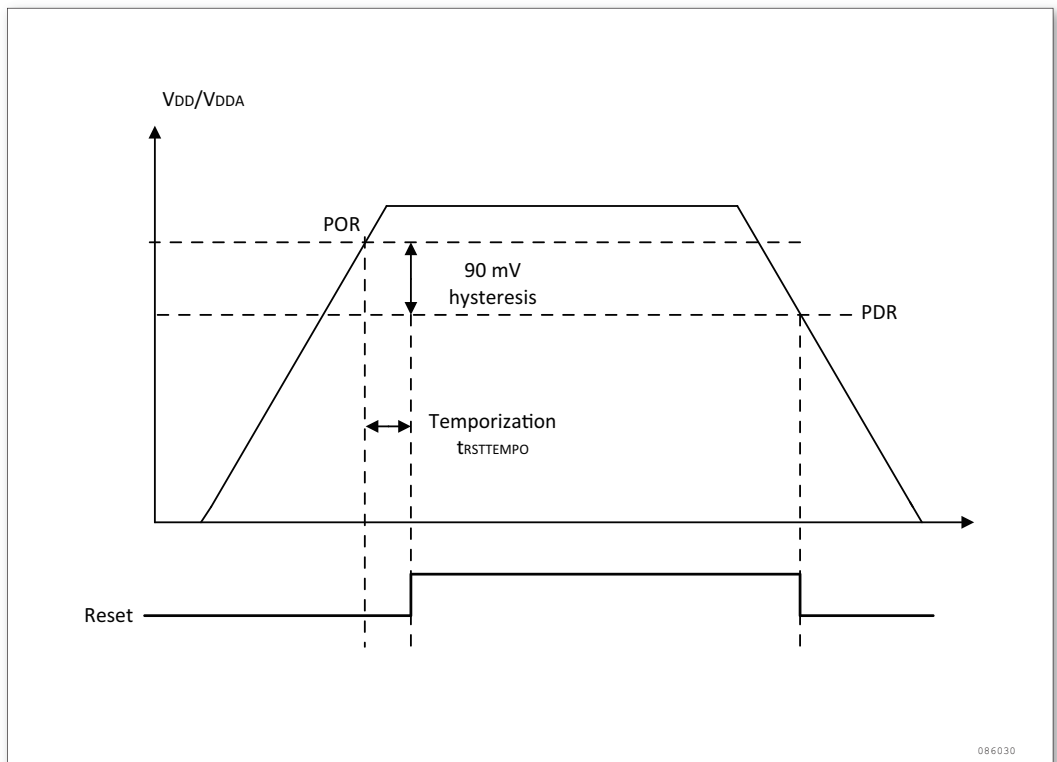 VDD/VDDA
POR
90 mV
hysteresis
PDR
Temporization
tRSTTEMPO
Reset
086030